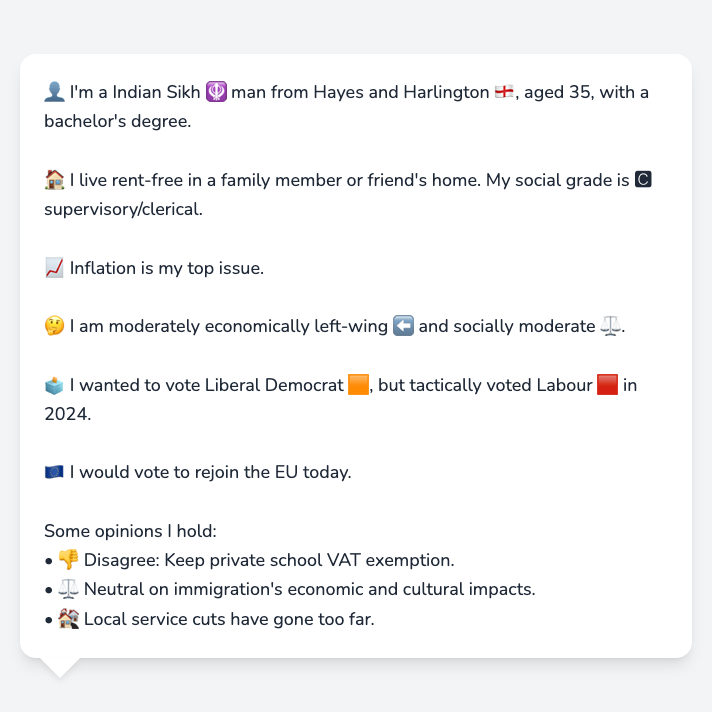 👤 I'm a Indian Sikh 🪯 man from Hayes and Harlington 🏴󠁧󠁢󠁥󠁮󠁧󠁿, aged 35, with a
bachelor's degree.
🏠 I live rent-free in a family member or friend's home. My social grade is 🅲
supervisory/clerical.
📈 Inflation is my top issue.
🤔 I am moderately economically left-wing ⬅️ and socially moderate ⚖️.
🗳️ I wanted to vote Liberal Democrat 🟧, but tactically voted Labour 🟥 in
2024.
🇪🇺 I would vote to rejoin the EU today.
Some opinions I hold:
• 👎 Disagree: Keep private school VAT exemption.
• ⚖️ Neutral on immigration's economic and cultural impacts.
• 🏚️ Local service cuts have gone too far.